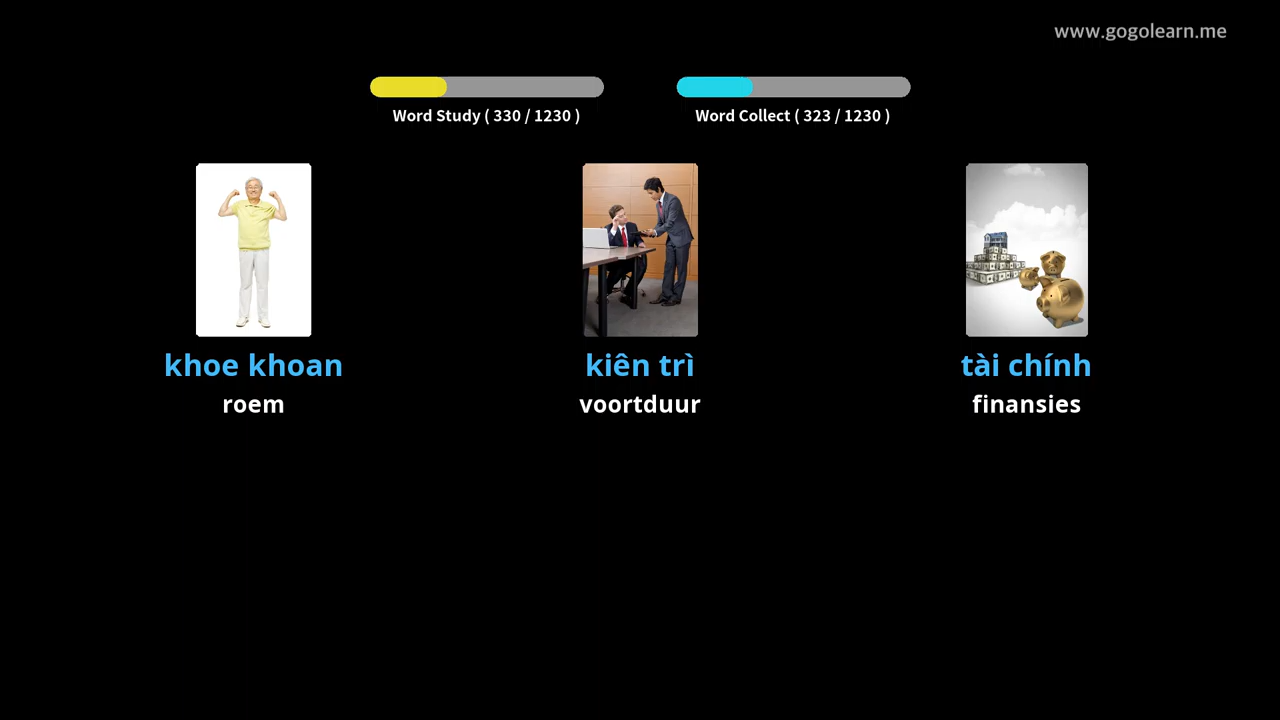 www.gogolearn.me
Word Study ( 330 / 1230 )
Word Collect ( 323 / 1230 )
khoe khoan
roem
kiên trì
voortduur
tài chính
finansies